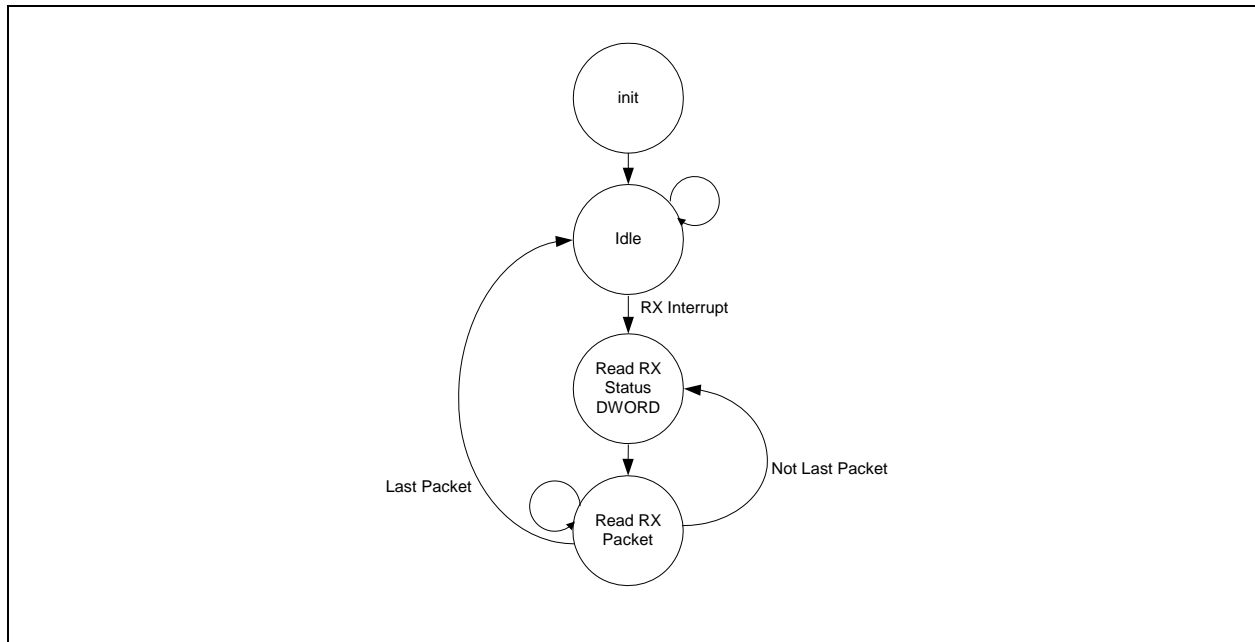 init
Idle
RX Interrupt
Read RX
Status
DWORD
Not Last Packet
Last Packet
Read RX
Packet